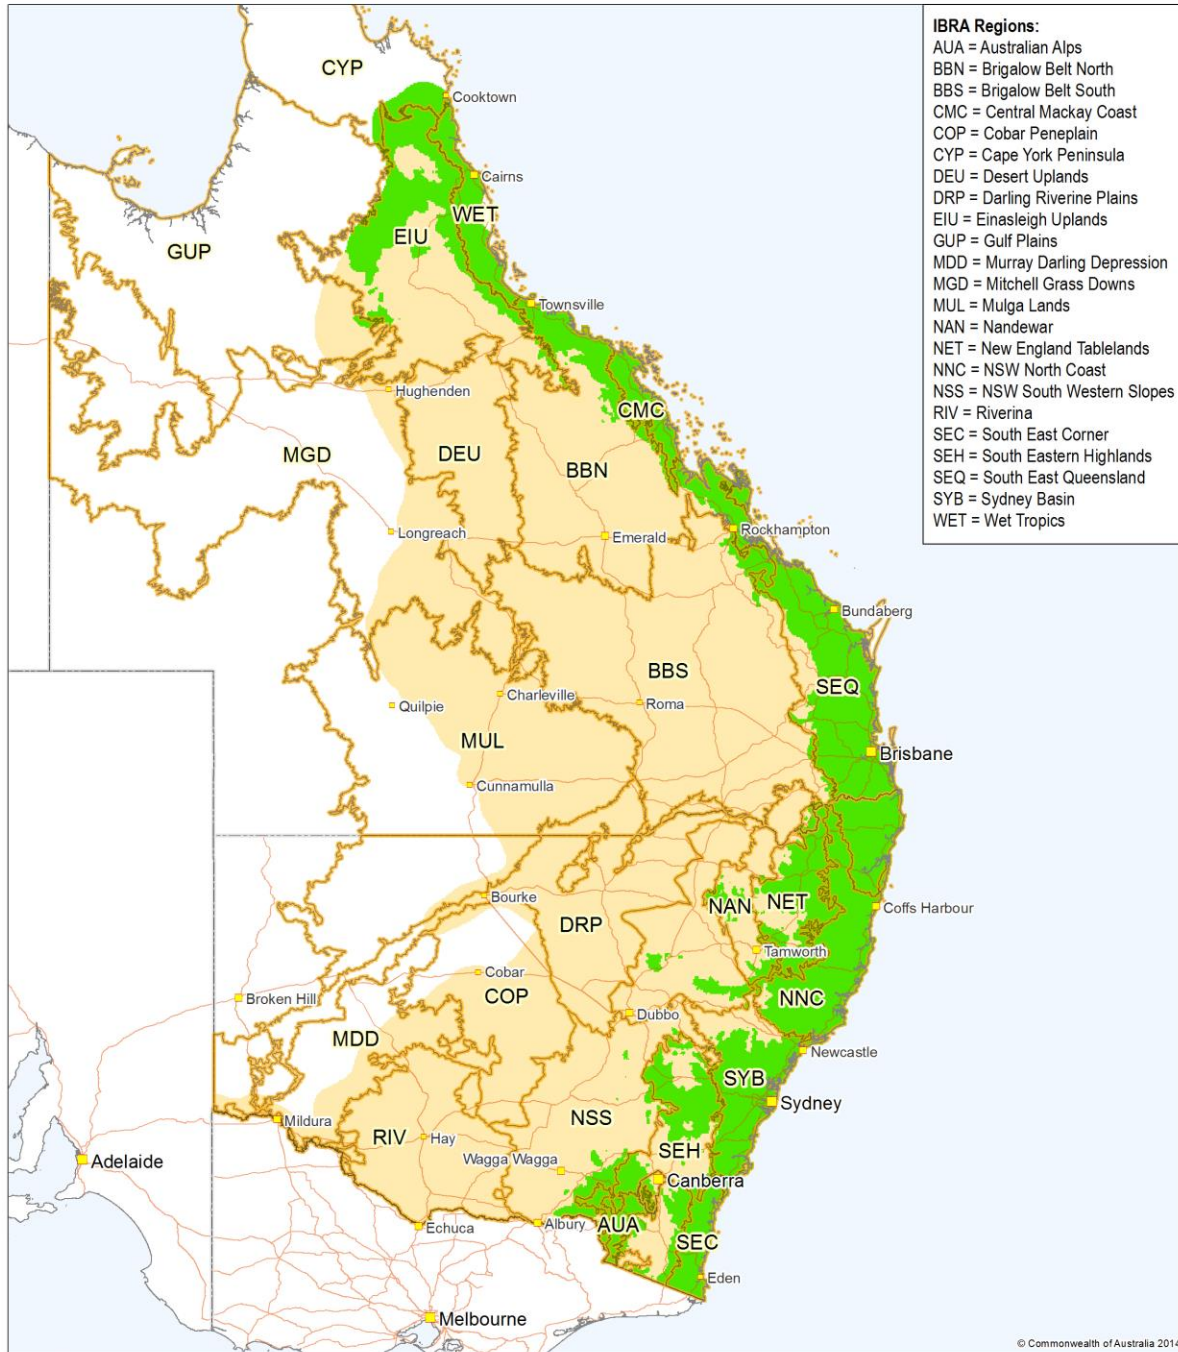 IBRA Regions:
AUA = Australian Alps
BBN = Brigalow Belt North
BBS = Brigalow Belt South
CMC = Central Mackay Coast
COP = Cobar Peneplain
CYP = Cape York Peninsula
DEU = Desert Uplands
DRP = Darling Riverine Plains
EIU = Einasleigh Uplands
GUP = Gulf Plains
MDD = Murray Darling Depression
MGD = Mitchell Grass Downs
MUL = Mulga Lands
NAN = Nandewar
NET = New England Tablelands
NNC = NSW North Coast
NSS = NSW South Western Slopes
RIV = Riverina
SEC = South East Corner
SEH = South Eastern Highlands
SEQ = South East Queensland
SYB = Sydney Basin
WET = Wet Tropics
CYP
Cooktown
Cairns
WET
EIU
GUP
Townsville
Hughenden
CMC
MGD
DEU
BBN
Longreach
Emerald
Rockhampton
Bundaberg
BBS
SEQ
Charleville
Roma
Quilpie
MUL
Brisbane
Cunnamulla
Bourke
NAN
NET
Coffs Harbour
DRP
Tamworth
Cobar
COP
Broken Hill
NNC
Dubbo
MDD
Newcastle
SYB
Sydney
Mildura
NSS
RIV
Hay
SEH
Wagga Wagga
Adelaide
Canberra
Echuca
Albury
AUA
SEC
Eden
Melbourne
© Commonwealth of Australia 2014